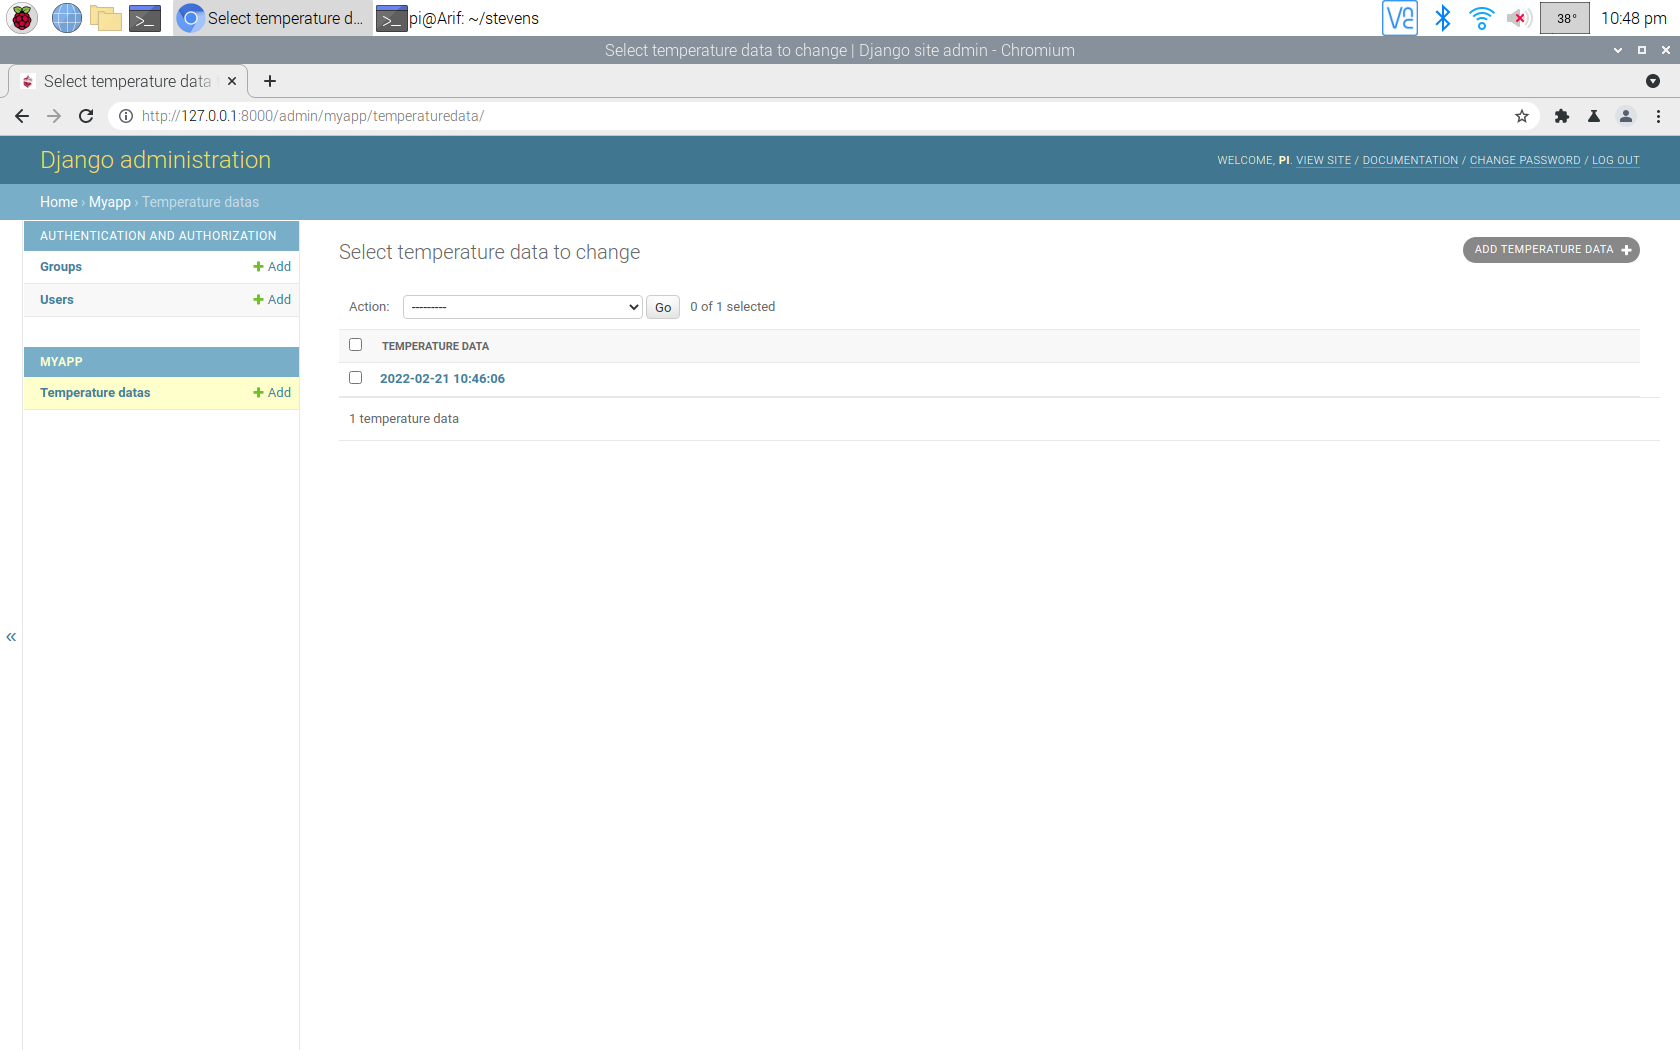 Select temperature d...
pi@Arif: ~/stevens
38°
10:48 pm
Select temperature data to change | Django site admin - Chromium
Select temperature data
http://127.0.0.1:8000/admin/myapp/temperaturedata/
Django administration
WELCOME, PI. VIEW SITE / DOCUMENTATION / CHANGE PASSWORD / LOG OUT
Home › Myapp › Temperature datas
AUTHENTICATION AND AUTHORIZATION
Groups + Add
Users + Add
MYAPP
Temperature datas + Add
«
Select temperature data to change
ADD TEMPERATURE DATA +
Action: --------- Go 0 of 1 selected
TEMPERATURE DATA
2022-02-21 10:46:06
1 temperature data